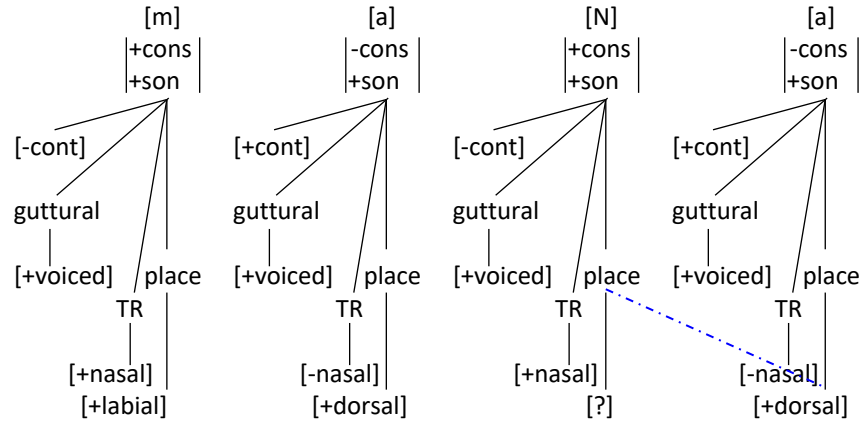 [m] [a] [N] [a]
+cons -cons +cons -cons
+son +son +son +son
[-cont] [+cont] [-cont] [+cont]
guttural guttural guttural guttural
[+voiced] place [+voiced] place [+voiced] place [+voiced] place
TR TR TR TR
[+nasal] [-nasal] [+nasal] [-nasal]
[+labial] [+dorsal] [?] [+dorsal]